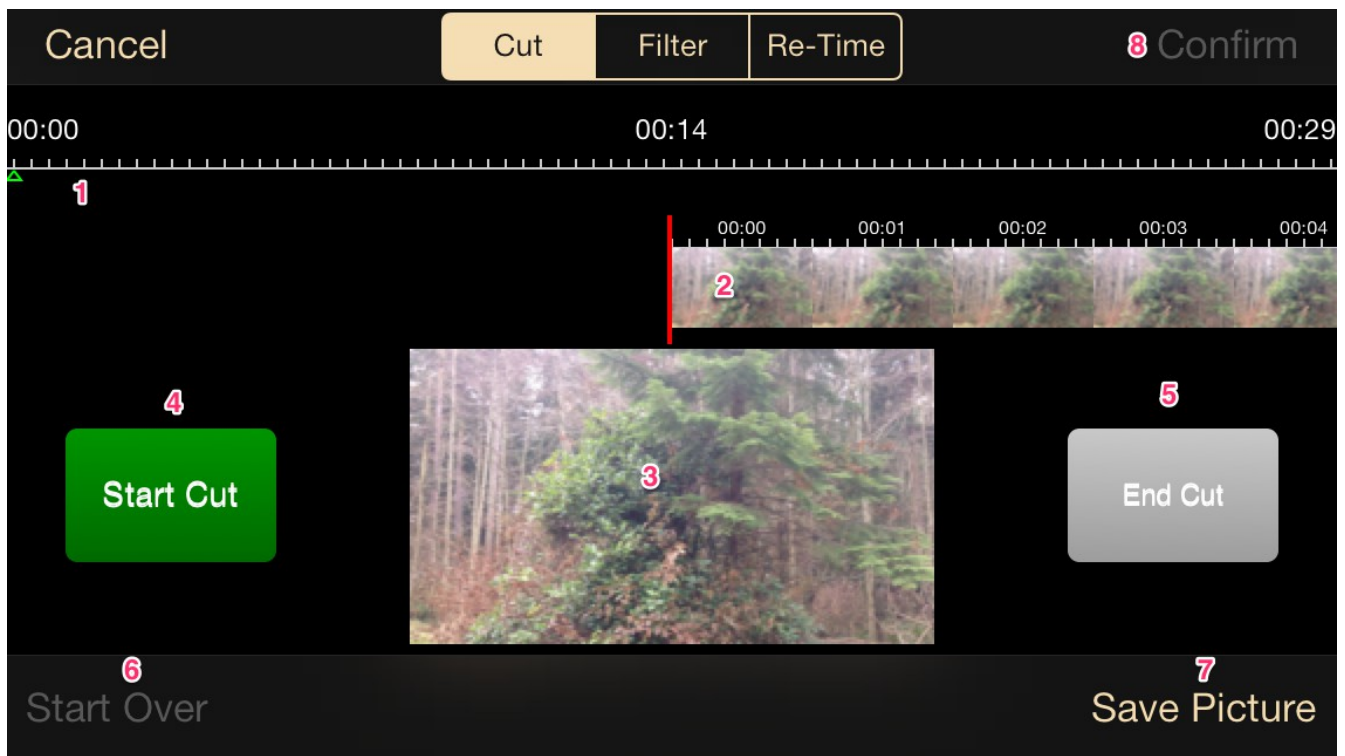 Cancel Cut Filter Re-Time 8 Confirm
00:00 00:14 00:29
1
00:00 00:01 00:02 00:03 00:04
2
4 5
3
Start Cut End Cut
6 7
Start Over Save Picture